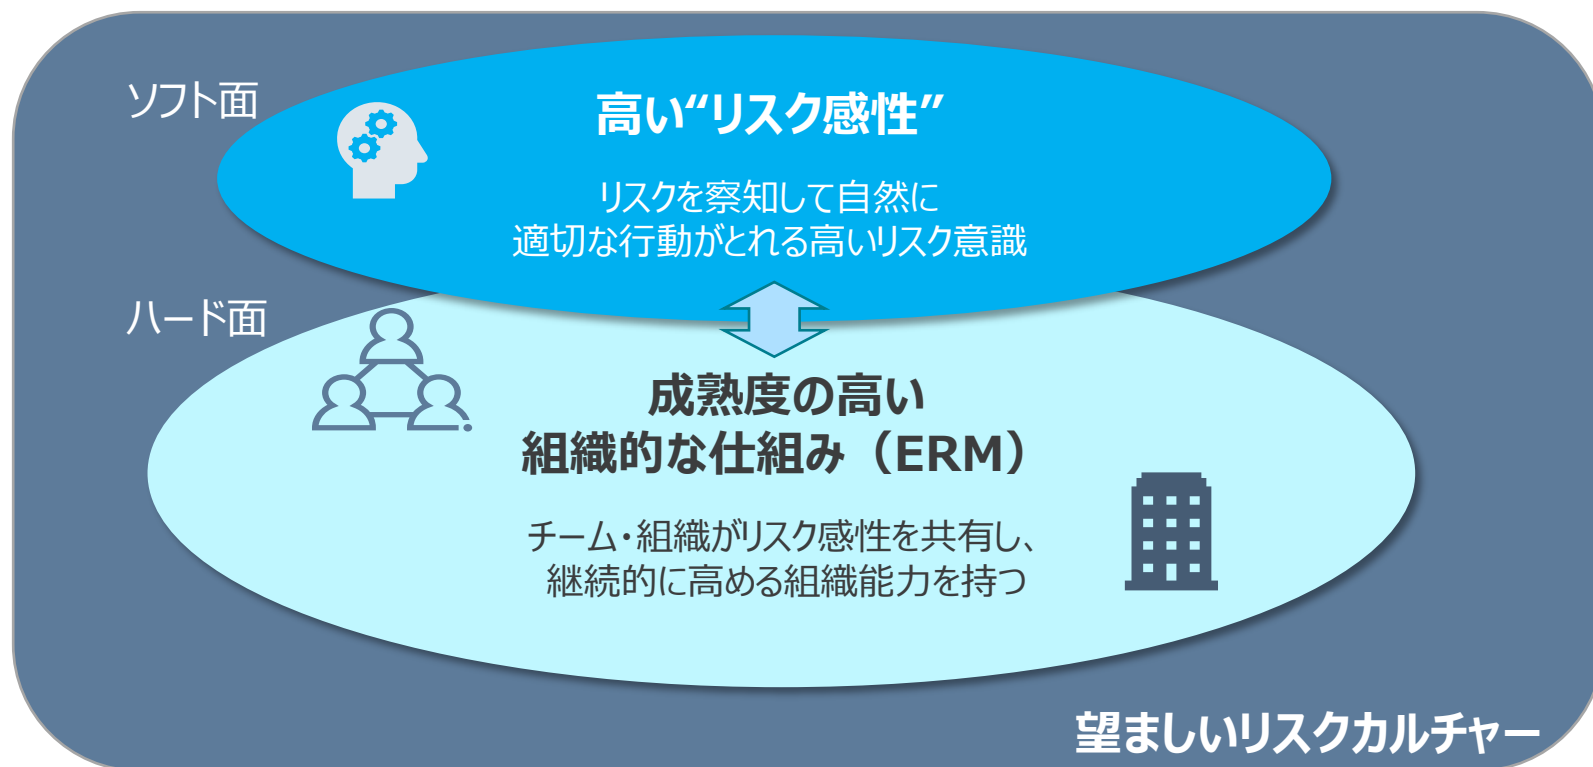 ソフト面
高い“リスク感性”
リスクを察知して自然に
適切な行動がとれる高いリスク意識
ハード面
成熟度の高い
組織的な仕組み（ERM）
チーム・組織がリスク感性を共有し、
継続的に高める組織能力を持つ
望ましいリスクカルチャー